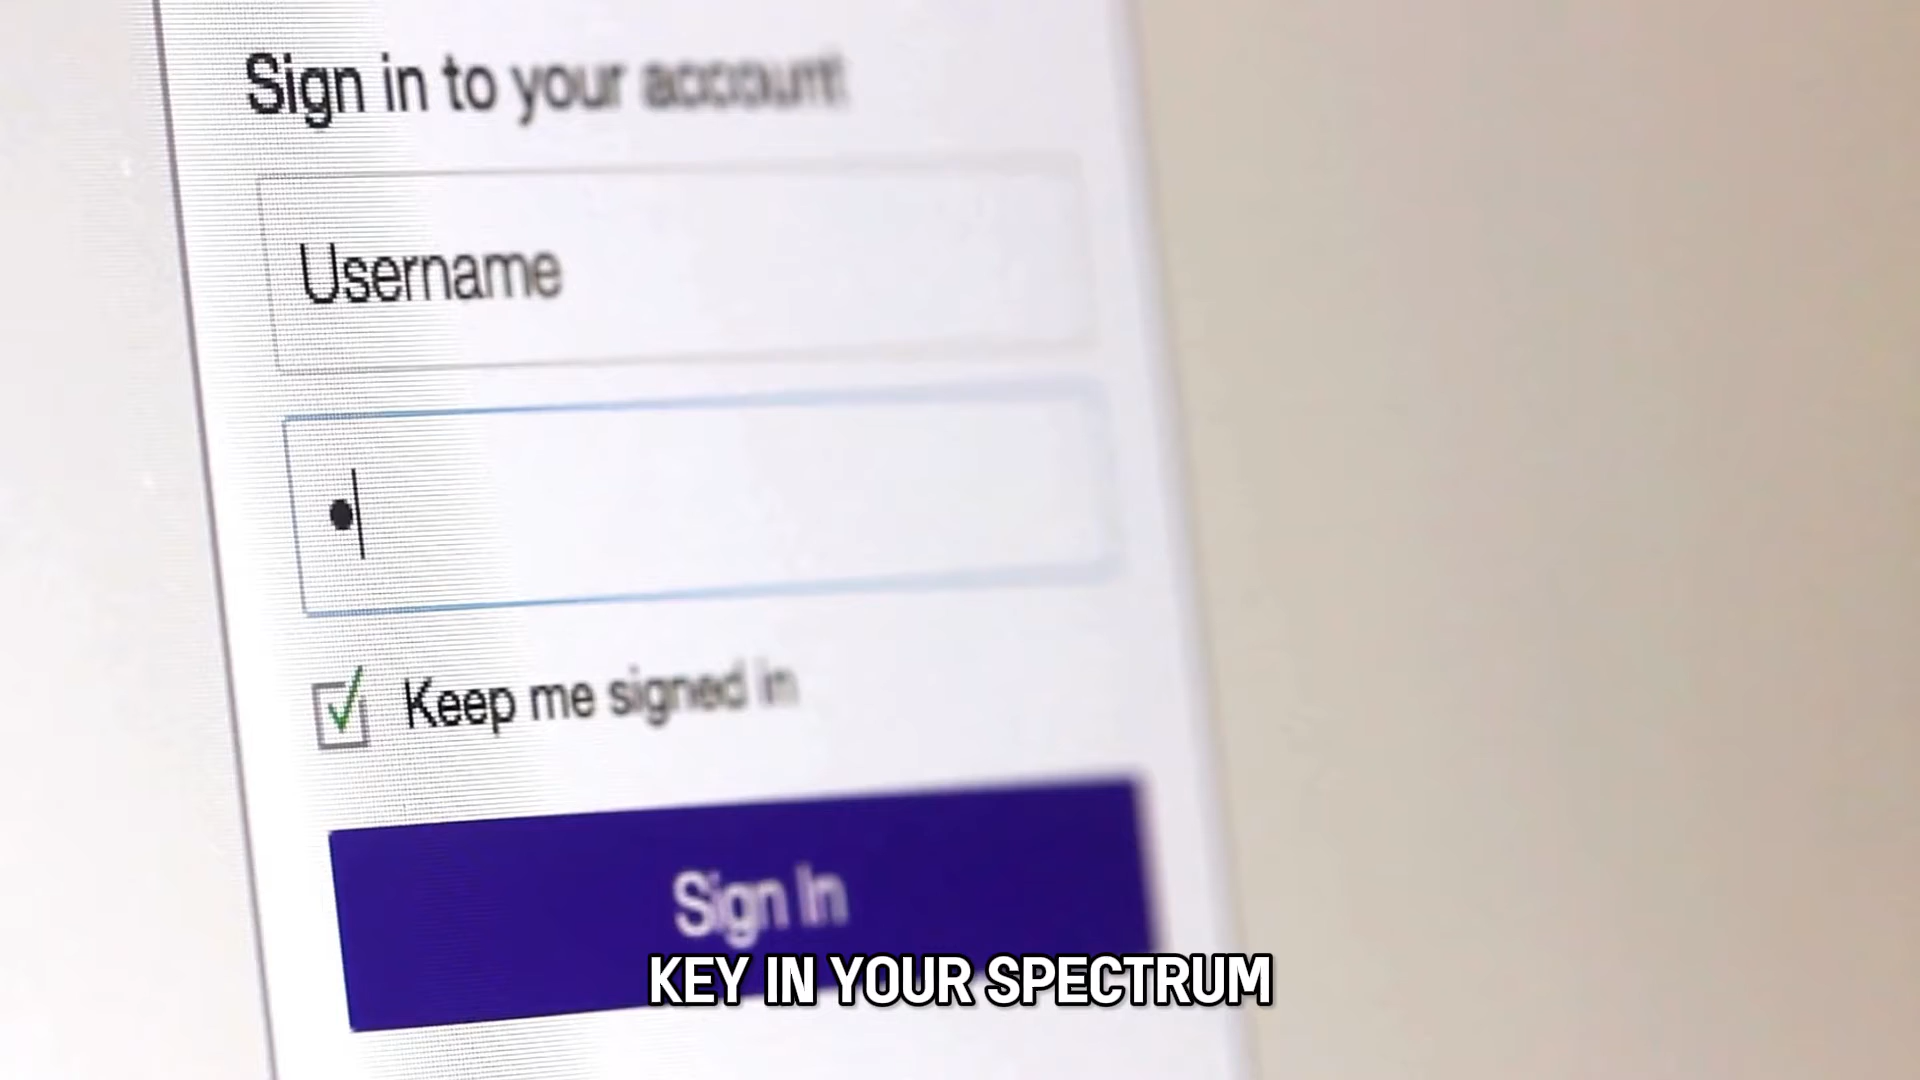 Sign in to your account
Username
Keep me signed in
Sign In
KEY IN YOUR SPECTRUM